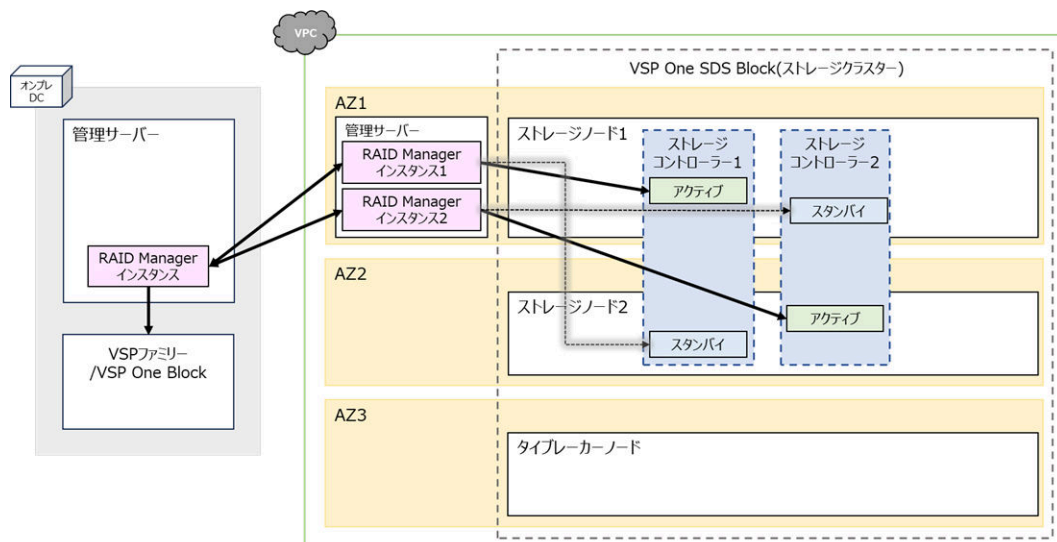 VPC
オンプレ
DC
管理サーバー
RAID Manager
インスタンス
VSPファミリー
/VSP One Block
VSP One SDS Block(ストレージクラスター)
AZ1
管理サーバー
RAID Manager
インスタンス1
RAID Manager
インスタンス2
ストレージノード1
ストレージ
コントローラー1
ストレージ
コントローラー2
アクティブ
スタンバイ
AZ2
ストレージノード2
アクティブ
スタンバイ
AZ3
タイブレーカーノード